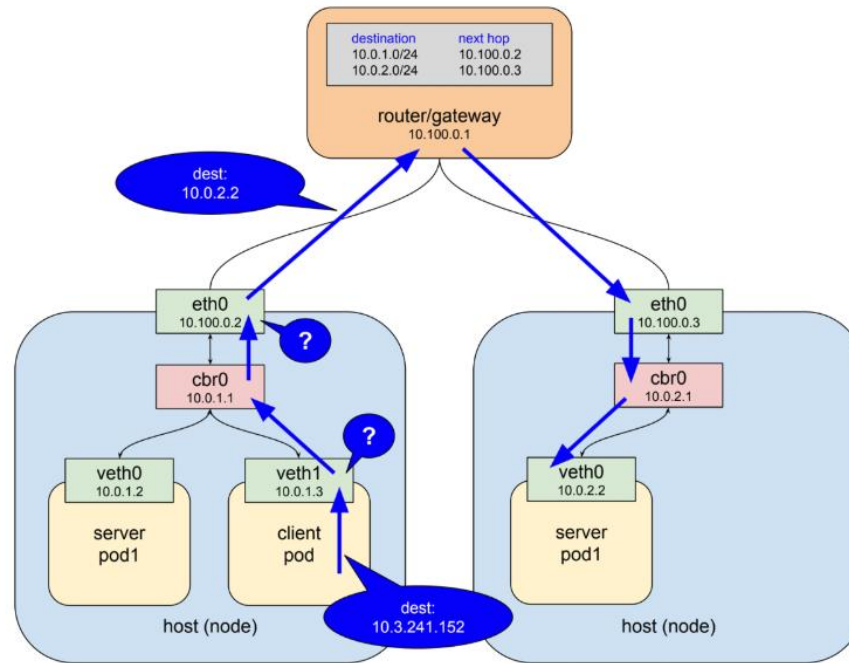 destination next hop
10.0.1.0/24 10.100.0.2
10.0.2.0/24 10.100.0.3
router/gateway
10.100.0.1
dest:
10.0.2.2
eth0
10.100.0.2
?
cbr0
10.0.1.1
?
veth0
10.0.1.2
veth1
10.0.1.3
server
pod1
client
pod
dest:
10.3.241.152
host (node)
eth0
10.100.0.3
cbr0
10.0.2.1
veth0
10.0.2.2
server
pod1
host (node)